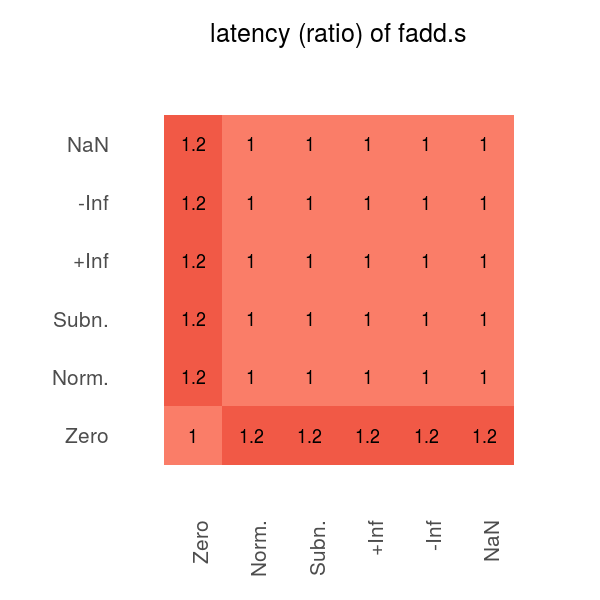 latency (ratio) of fadd.s
NaN 1.2 1 1 1 1 1
-Inf 1.2 1 1 1 1 1
+Inf 1.2 1 1 1 1 1
Subn. 1.2 1 1 1 1 1
Norm. 1.2 1 1 1 1 1
Zero 1 1.2 1.2 1.2 1.2 1.2
Zero Norm. Subn. +Inf -Inf NaN